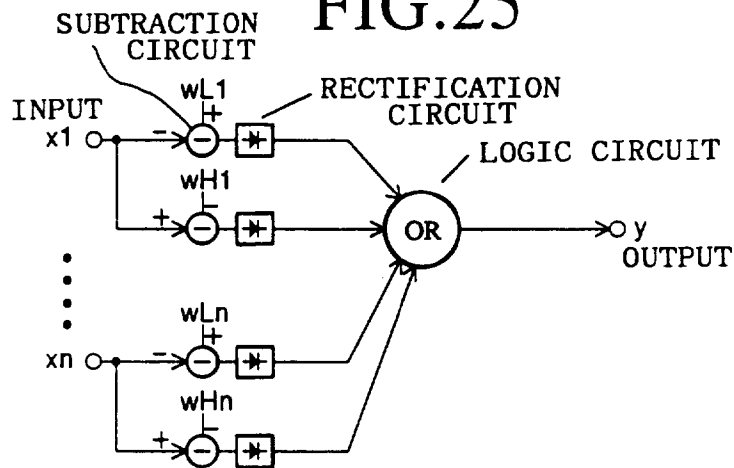 FIG.25
SUBTRACTION
CIRCUIT
wL1
+
RECTIFICATION
CIRCUIT
INPUT
x1
−
−
LOGIC CIRCUIT
wH1
−
+
−
OR
y
OUTPUT
wLn
+
xn
−
−
wHn
−
+
−